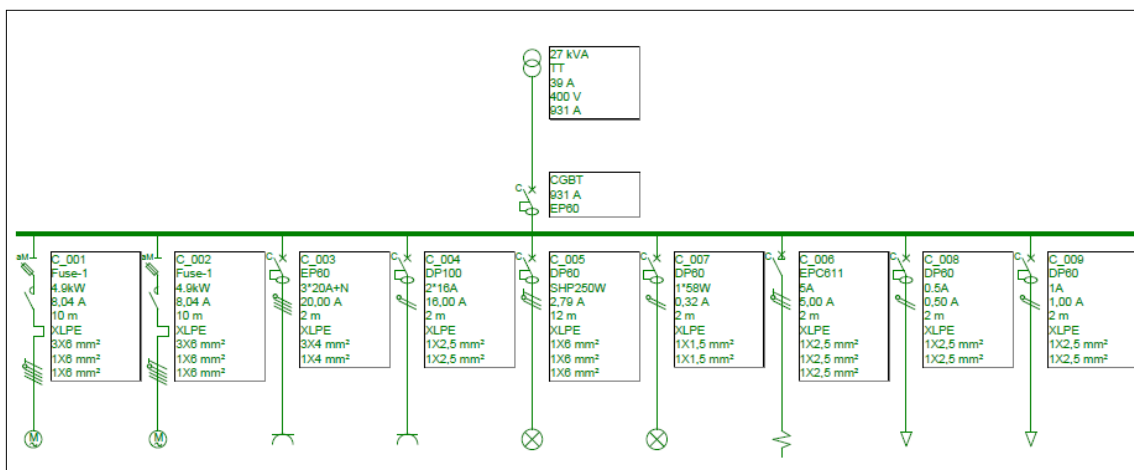 27 kVA
TT
39 A
400 V
931 A
C
CGBT
931 A
EP60
aM
C_001
Fuse-1
4.9kW
8,04 A
10 m
XLPE
3X6 mm²
1X6 mm²
1X6 mm²
M
aM
C_002
Fuse-1
4.9kW
8,04 A
10 m
XLPE
3X6 mm²
1X6 mm²
1X6 mm²
M
C
C_003
EP60
3*20A+N
20,00 A
2 m
XLPE
3X4 mm²
1X4 mm²
C
C_004
DP100
2*16A
16,00 A
2 m
XLPE
1X2,5 mm²
1X2,5 mm²
C
C_005
DP60
SHP250W
2,79 A
12 m
XLPE
1X6 mm²
1X6 mm²
1X6 mm²
C
C_007
DP60
1*58W
0,32 A
2 m
XLPE
1X1,5 mm²
1X1,5 mm²
C
C_006
EPC611
5A
5,00 A
2 m
XLPE
1X2,5 mm²
1X2,5 mm²
1X2,5 mm²
C
C_008
DP60
0.5A
0,50 A
2 m
XLPE
1X2,5 mm²
1X2,5 mm²
C
C_009
DP60
1A
1,00 A
2 m
XLPE
1X2,5 mm²
1X2,5 mm²